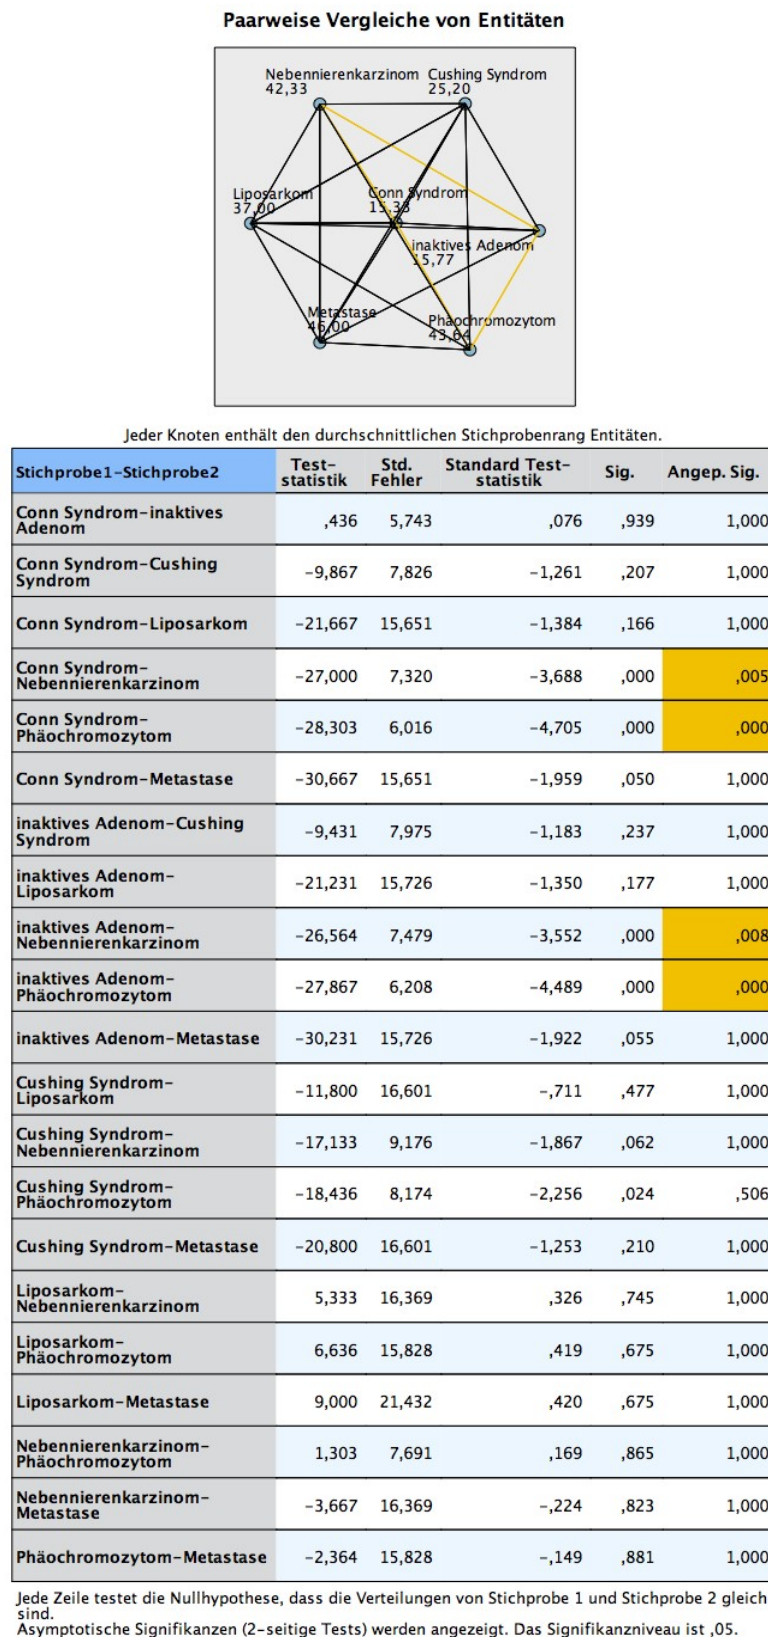 Paarweise Vergleiche von Entitäten
Nebennierenkarzinom Cushing Syndrom
42,33 25,20
Liposarkom Conn Syndrom
37,00 15,33
inaktives Adenom
15,77
Metastase Phäochromozytom
46,00 43,64
Jeder Knoten enthält den durchschnittlichen Stichprobenrang Entitäten.
Stichprobe1-Stichprobe2 Test- Std. Standard Test- Sig. Angep. Sig.
statistik Fehler statistik
Conn Syndrom-inaktives
Adenom ,436 5,743 ,076 ,939 1,000
Conn Syndrom-Cushing
Syndrom -9,867 7,826 -1,261 ,207 1,000
Conn Syndrom-Liposarkom -21,667 15,651 -1,384 ,166 1,000
Conn Syndrom-
Nebennierenkarzinom -27,000 7,320 -3,688 ,000 ,005
Conn Syndrom-
Phäochromozytom -28,303 6,016 -4,705 ,000 ,000
Conn Syndrom-Metastase -30,667 15,651 -1,959 ,050 1,000
inaktives Adenom-Cushing
Syndrom -9,431 7,975 -1,183 ,237 1,000
inaktives Adenom-
Liposarkom -21,231 15,726 -1,350 ,177 1,000
inaktives Adenom-
Nebennierenkarzinom -26,564 7,479 -3,552 ,000 ,008
inaktives Adenom-
Phäochromozytom -27,867 6,208 -4,489 ,000 ,000
inaktives Adenom-Metastase -30,231 15,726 -1,922 ,055 1,000
Cushing Syndrom-
Liposarkom -11,800 16,601 -,711 ,477 1,000
Cushing Syndrom-
Nebennierenkarzinom -17,133 9,176 -1,867 ,062 1,000
Cushing Syndrom-
Phäochromozytom -18,436 8,174 -2,256 ,024 ,506
Cushing Syndrom-Metastase -20,800 16,601 -1,253 ,210 1,000
Liposarkom-
Nebennierenkarzinom 5,333 16,369 ,326 ,745 1,000
Liposarkom-
Phäochromozytom 6,636 15,828 ,419 ,675 1,000
Liposarkom-Metastase 9,000 21,432 ,420 ,675 1,000
Nebennierenkarzinom-
Phäochromozytom 1,303 7,691 ,169 ,865 1,000
Nebennierenkarzinom-
Metastase -3,667 16,369 -,224 ,823 1,000
Phäochromozytom-Metastase -2,364 15,828 -,149 ,881 1,000
Jede Zeile testet die Nullhypothese, dass die Verteilungen von Stichprobe 1 und Stichprobe 2 gleich
sind.
Asymptotische Signifikanzen (2-seitige Tests) werden angezeigt. Das Signifikanzniveau ist ,05.